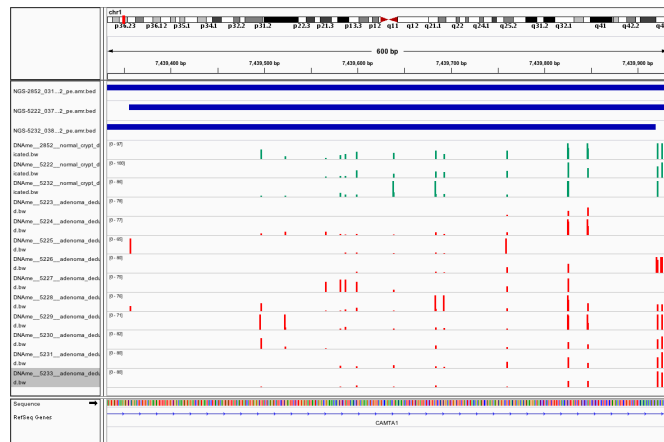 chr1
p36.23 p36.12 p35.1 p34.1 p32.2 p31.2 p22.3 p21.3 p13.3 p12 q11 q12 q21.1 q22 q24.1 q25.2 q31.2 q32.1 q41 q42.2
600 bp
7,439,400 bp 7,439,500 bp 7,439,600 bp 7,439,700 bp 7,439,800 bp 7,439,900 bp
NGS-2852_031...2_pe.amr.bed
NGS-5222_037...2_pe.amr.bed
NGS-5232_038...2_pe.amr.bed
DNAme__2852__normal_crypt_d
icated.bw
DNAme__5222__normal_crypt_d
icated.bw
DNAme__5232__normal_crypt_d
icated.bw
DNAme__5223__adenoma_dedu
d.bw
DNAme__5224__adenoma_dedu
d.bw
DNAme__5225__adenoma_dedu
d.bw
DNAme__5226__adenoma_dedu
d.bw
DNAme__5227__adenoma_dedu
d.bw
DNAme__5228__adenoma_dedu
d.bw
DNAme__5229__adenoma_dedu
d.bw
DNAme__5230__adenoma_dedu
d.bw
DNAme__5231__adenoma_dedu
d.bw
DNAme__5233__adenoma_dedu
d.bw
Sequence
RefSeq Genes
CAMTA1